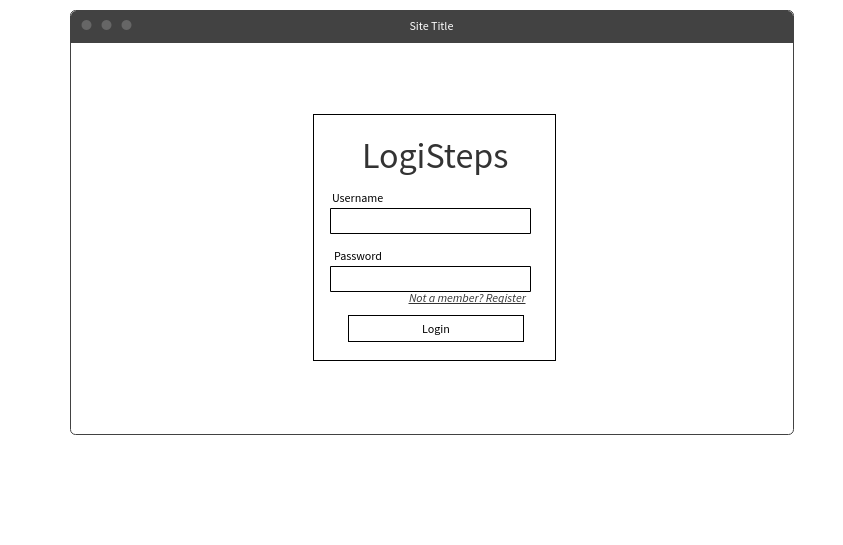 Site Title
LogiSteps
Username
Password
Not a member? Register
Login